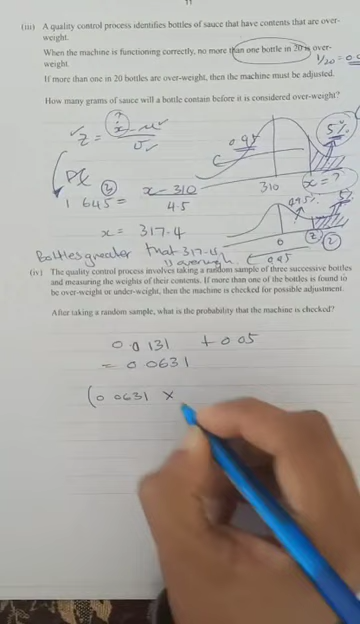 11
(iii) A quality control process identifies bottles of sauce that have contents that are over-
weight.
When the machine is functioning correctly, no more than one bottle in 20 is over-
weight.
1/20 = 0.0
If more than one in 20 bottles are over-weight, then the machine must be adjusted.
How many grams of sauce will a bottle contain before it is considered over-weight?
z = x - μ
σ
?
0.95
5%
310
x = ?
1.645 = x - 310
4.5
0.95
5%
0
z
x = 317.4
0.95
Bottles greater that 317.4
is overweigh
(iv) The quality control process involves taking a random sample of three successive bottles
and measuring the weights of their contents. If more than one of the bottles is found to
be over-weight or under-weight, then the machine is checked for possible adjustment.
After taking a random sample, what is the probability that the machine is checked?
0.0131 + 0.05
= 0.0631
(0.0631 ×